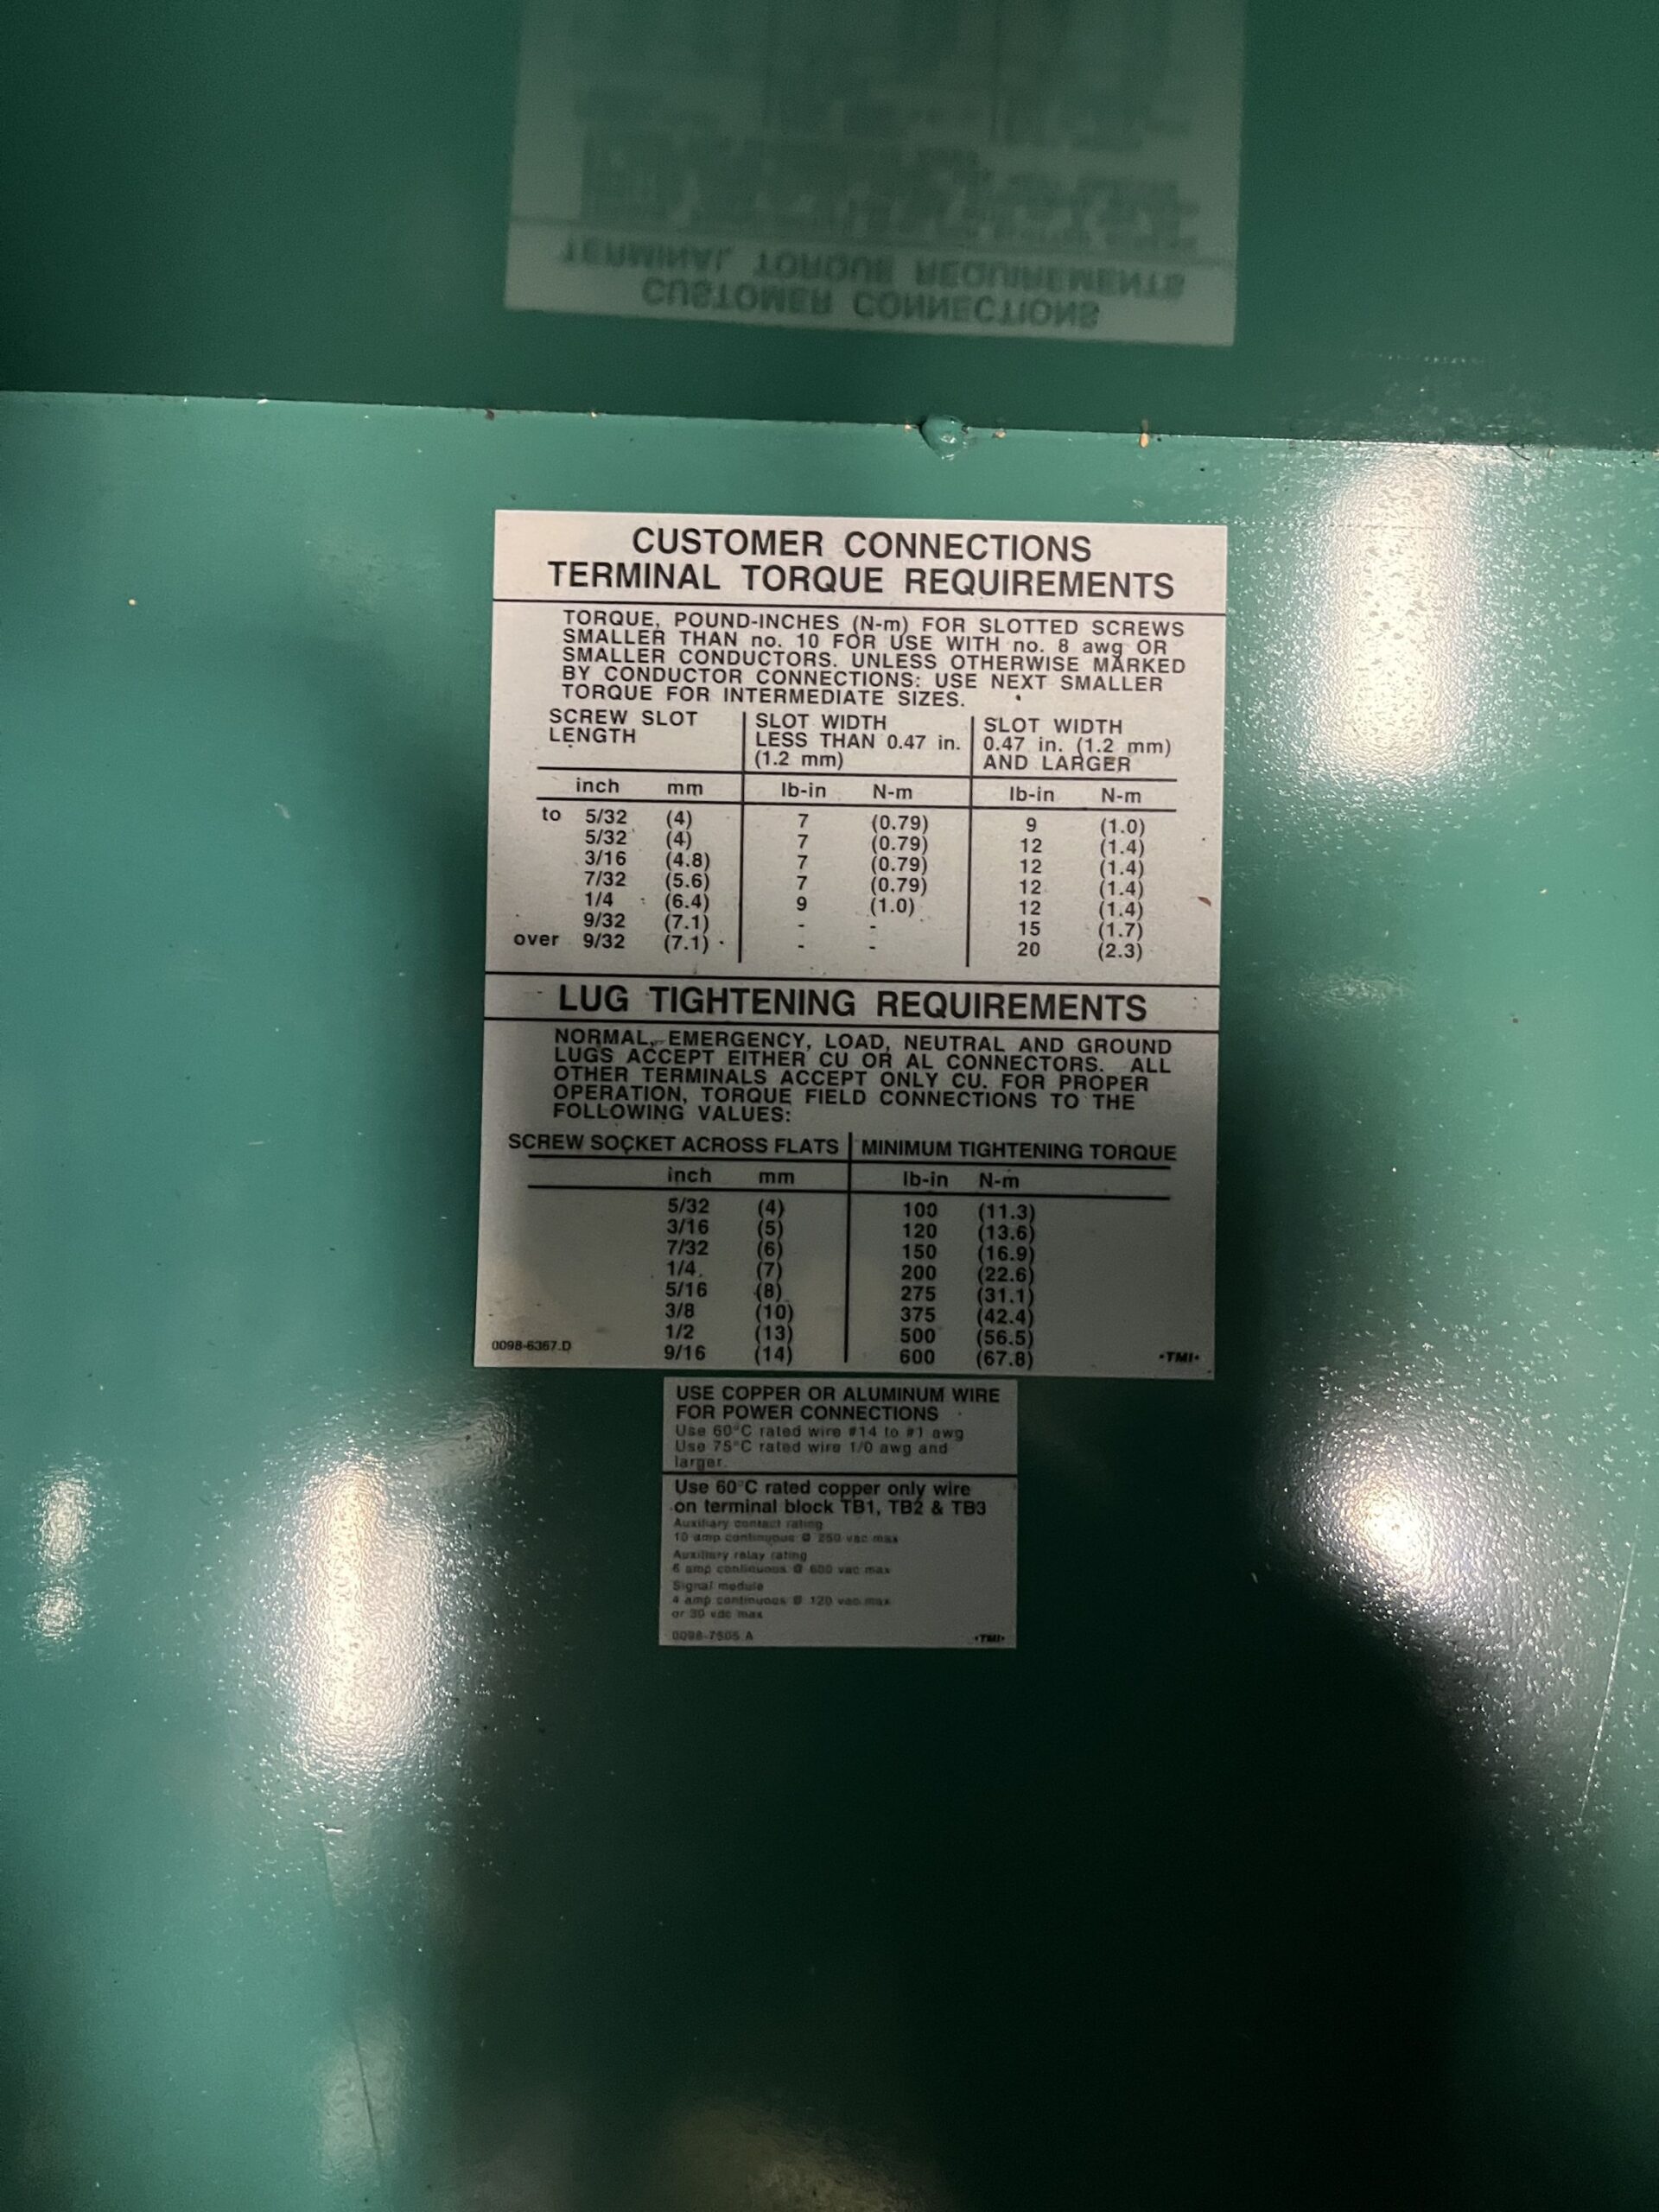 CUSTOMER CONNECTIONS
TERMINAL TORQUE REQUIREMENTS
CUSTOMER CONNECTIONS
TERMINAL TORQUE REQUIREMENTS
TORQUE, POUND-INCHES (N-m) FOR SLOTTED SCREWS
SMALLER THAN no. 10 FOR USE WITH no. 8 awg OR
SMALLER CONDUCTORS. UNLESS OTHERWISE MARKED
BY CONDUCTOR CONNECTIONS: USE NEXT SMALLER
TORQUE FOR INTERMEDIATE SIZES.
SCREW SLOT LENGTH
SLOT WIDTH LESS THAN 0.47 in. (1.2 mm)
SLOT WIDTH 0.47 in. (1.2 mm) AND LARGER
inch mm lb-in N-m lb-in N-m
to 5/32 (4) 7 (0.79) 9 (1.0)
5/32 (4) 7 (0.79) 12 (1.4)
3/16 (4.8) 7 (0.79) 12 (1.4)
7/32 (5.6) 7 (0.79) 12 (1.4)
1/4 (6.4) 9 (1.0) 12 (1.4)
9/32 (7.1) - - 15 (1.7)
over 9/32 (7.1) - - 20 (2.3)
LUG TIGHTENING REQUIREMENTS
NORMAL, EMERGENCY, LOAD, NEUTRAL AND GROUND
LUGS ACCEPT EITHER CU OR AL CONNECTORS. ALL
OTHER TERMINALS ACCEPT ONLY CU. FOR PROPER
OPERATION, TORQUE FIELD CONNECTIONS TO THE
FOLLOWING VALUES:
SCREW SOCKET ACROSS FLATS MINIMUM TIGHTENING TORQUE
inch mm lb-in N-m
5/32 (4) 100 (11.3)
3/16 (5) 120 (13.6)
7/32 (6) 150 (16.9)
1/4 (7) 200 (22.6)
5/16 (8) 275 (31.1)
3/8 (10) 375 (42.4)
1/2 (13) 500 (56.5)
9/16 (14) 600 (67.8)
0098-6367.D •TMI•
USE COPPER OR ALUMINUM WIRE
FOR POWER CONNECTIONS
Use 60°C rated wire #14 to #1 awg
Use 75°C rated wire 1/0 awg and
larger.
Use 60°C rated copper only wire
on terminal block TB1, TB2 & TB3
Auxiliary contact rating
10 amp continuous @ 250 vac max
Auxiliary relay rating
6 amp continuous @ 600 vac max
Signal module
4 amp continuous @ 120 vac max
or 30 vdc max
0098-7505 A •TMI•